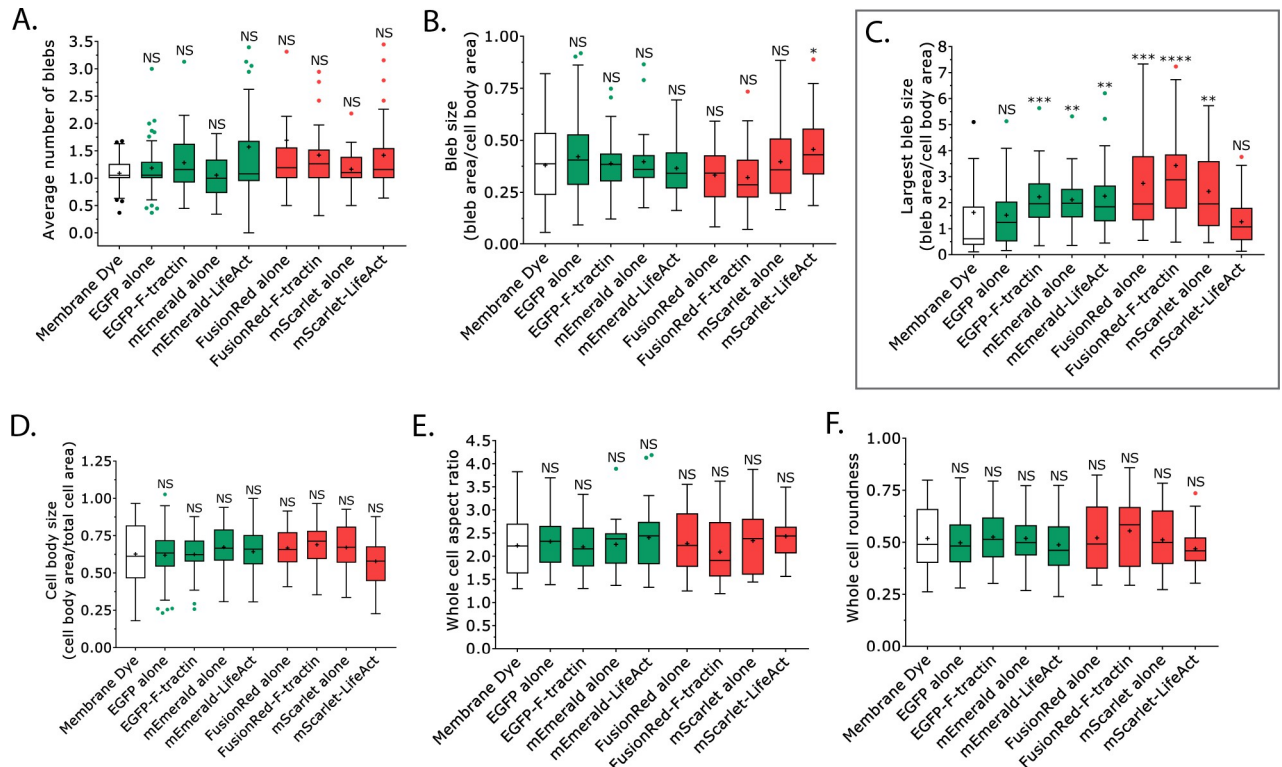 A.
Average number of blebs
3.5
3.0
2.5
2.0
1.5
1.0
0.5
0.0
NS
NS
NS
NS
NS
NS
NS
NS
Membrane Dye
EGFP alone
EGFP-F-tractin
mEmerald alone
mEmerald-LifeAct
FusionRed alone
FusionRed-F-tractin
mScarlet alone
mScarlet-LifeAct
B.
Bleb size
(bleb area/cell body area)
1.00
0.75
0.50
0.25
0.00
NS
NS
NS
NS
NS
NS
NS
*
Membrane Dye
EGFP alone
EGFP-F-tractin
mEmerald alone
mEmerald-LifeAct
FusionRed alone
FusionRed-F-tractin
mScarlet alone
mScarlet-LifeAct
C.
Largest bleb size
(bleb area/cell body area)
8
7
6
5
4
3
2
1
0
NS
***
**
**
***
****
**
NS
Membrane Dye
EGFP alone
EGFP-F-tractin
mEmerald alone
mEmerald-LifeAct
FusionRed alone
FusionRed-F-tractin
mScarlet alone
mScarlet-LifeAct
D.
Cell body size
(cell body area/total cell area)
1.25
1.00
0.75
0.50
0.25
0.00
NS
NS
NS
NS
NS
NS
NS
NS
Membrane Dye
EGFP alone
EGFP-F-tractin
mEmerald alone
mEmerald-LifeAct
FusionRed alone
FusionRed-F-tractin
mScarlet alone
mScarlet-LifeAct
E.
Whole cell aspect ratio
4.5
4.0
3.5
3.0
2.5
2.0
1.5
1.0
0.5
0.0
NS
NS
NS
NS
NS
NS
NS
NS
Membrane Dye
EGFP alone
EGFP-F-tractin
mEmerald alone
mEmerald-LifeAct
FusionRed alone
FusionRed-F-tractin
mScarlet alone
mScarlet-LifeAct
F.
Whole cell roundness
1.00
0.75
0.50
0.25
0.00
NS
NS
NS
NS
NS
NS
NS
NS
Membrane Dye
EGFP alone
EGFP-F-tractin
mEmerald alone
mEmerald-LifeAct
FusionRed alone
FusionRed-F-tractin
mScarlet alone
mScarlet-LifeAct